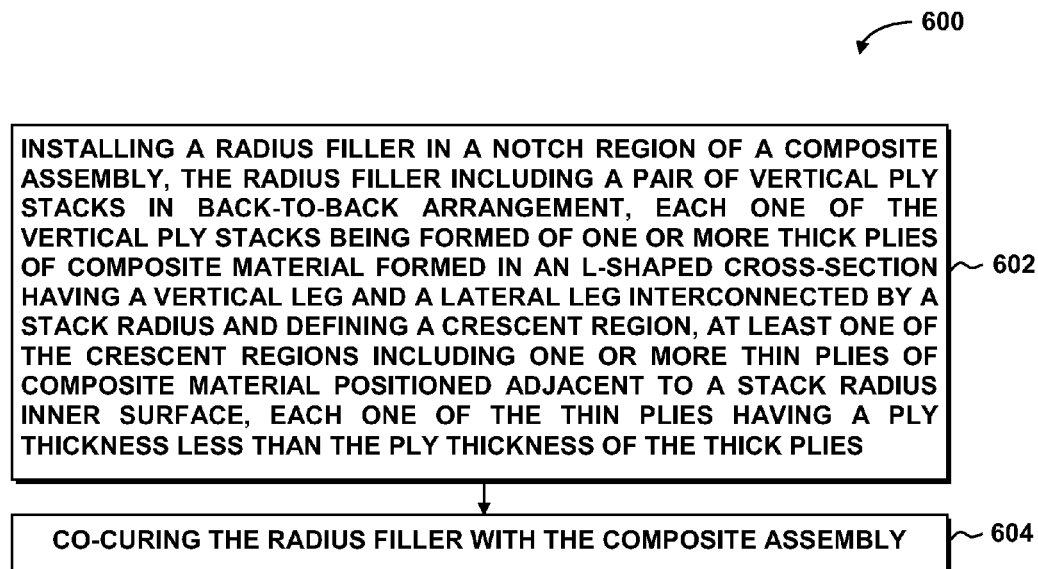 600
INSTALLING A RADIUS FILLER IN A NOTCH REGION OF A COMPOSITE
ASSEMBLY, THE RADIUS FILLER INCLUDING A PAIR OF VERTICAL PLY
STACKS IN BACK-TO-BACK ARRANGEMENT, EACH ONE OF THE
VERTICAL PLY STACKS BEING FORMED OF ONE OR MORE THICK PLIES
OF COMPOSITE MATERIAL FORMED IN AN L-SHAPED CROSS-SECTION
HAVING A VERTICAL LEG AND A LATERAL LEG INTERCONNECTED BY A
STACK RADIUS AND DEFINING A CRESCENT REGION, AT LEAST ONE OF
THE CRESCENT REGIONS INCLUDING ONE OR MORE THIN PLIES OF
COMPOSITE MATERIAL POSITIONED ADJACENT TO A STACK RADIUS
INNER SURFACE, EACH ONE OF THE THIN PLIES HAVING A PLY
THICKNESS LESS THAN THE PLY THICKNESS OF THE THICK PLIES
602
CO-CURING THE RADIUS FILLER WITH THE COMPOSITE ASSEMBLY
604